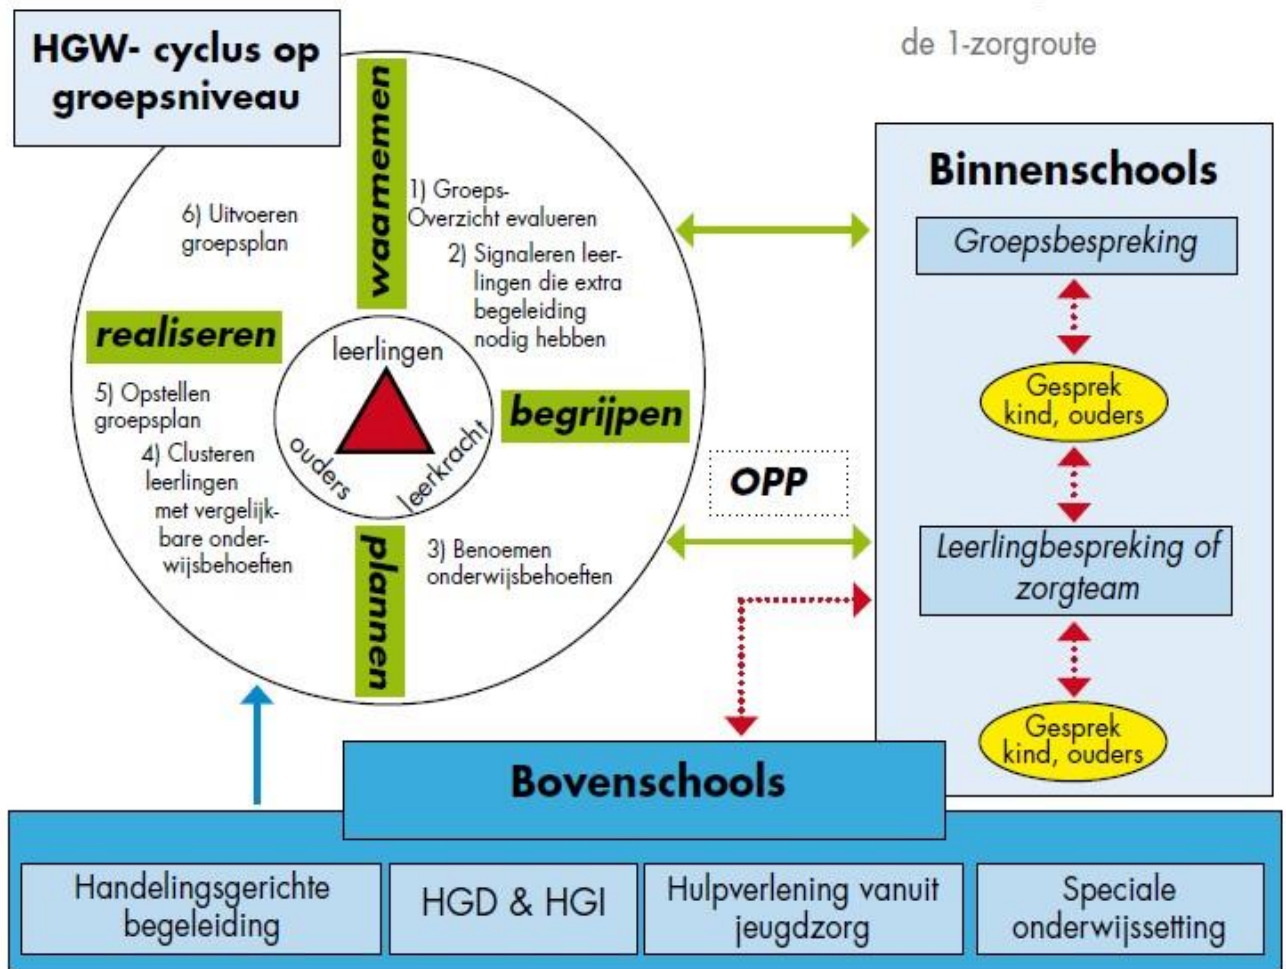 HGW- cyclus op
groepsniveau
de 1-zorgroute
waarnemen
1) Groeps-
Overzicht evalueren
2) Signaleren leer-
lingen die extra
begeleiding
nodig hebben
begrijpen
3) Benoemen
onderwijsbehoeften
plannen
4) Clusteren
leerlingen
met vergelijk-
bare onder-
wijsbehoeften
5) Opstellen
groepsplan
realiseren
6) Uitvoeren
groepsplan
leerlingen
ouders
leerkracht
OPP
Binnenschools
Groepsbespreking
Gesprek
kind, ouders
Leerlingbespreking of
zorgteam
Gesprek
kind, ouders
Bovenschools
Handelingsgerichte
begeleiding
HGD & HGI
Hulpverlening vanuit
jeugdzorg
Speciale
onderwijssetting